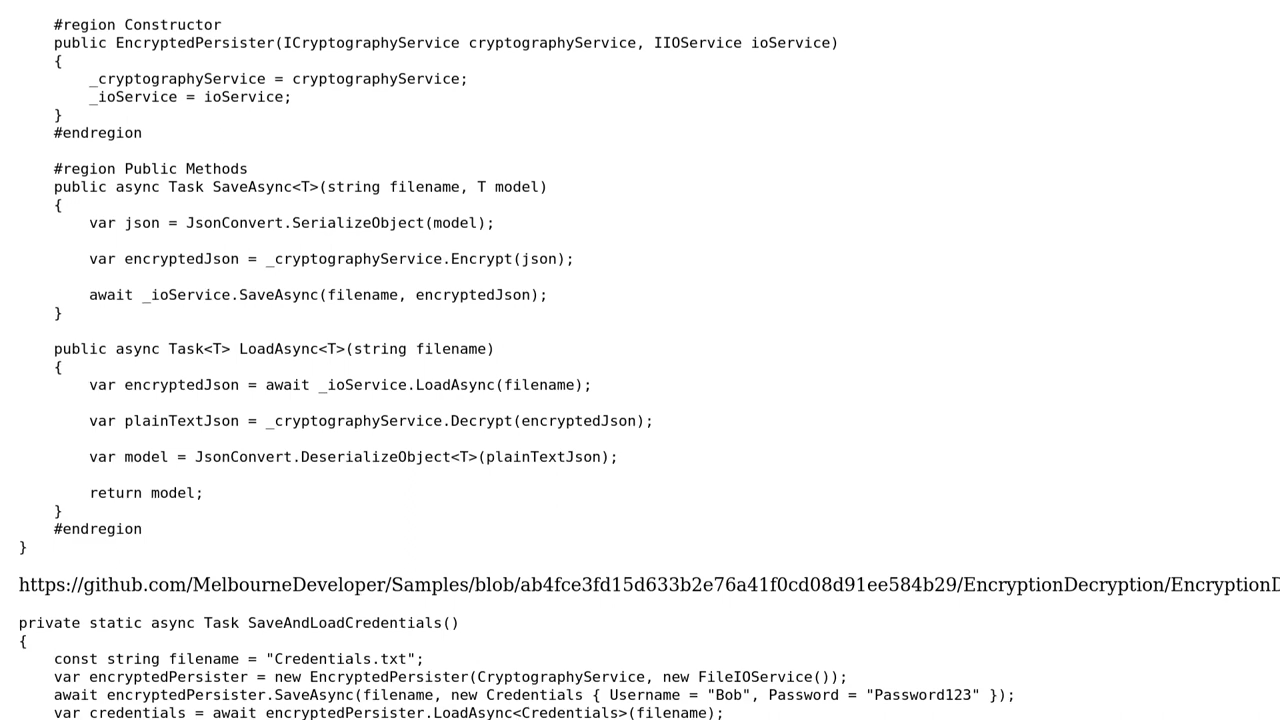 #region Constructor
public EncryptedPersister(ICryptographyService cryptographyService, IIOService ioService)
{
_cryptographyService = cryptographyService;
_ioService = ioService;
}
#endregion
#region Public Methods
public async Task SaveAsync<T>(string filename, T model)
{
var json = JsonConvert.SerializeObject(model);
var encryptedJson = _cryptographyService.Encrypt(json);
await _ioService.SaveAsync(filename, encryptedJson);
}
public async Task<T> LoadAsync<T>(string filename)
{
var encryptedJson = await _ioService.LoadAsync(filename);
var plainTextJson = _cryptographyService.Decrypt(encryptedJson);
var model = JsonConvert.DeserializeObject<T>(plainTextJson);
return model;
}
#endregion
}
https://github.com/MelbourneDeveloper/Samples/blob/ab4fce3fd15d633b2e76a41f0cd08d91ee584b29/EncryptionDecryption/EncryptionD
private static async Task SaveAndLoadCredentials()
{
const string filename = "Credentials.txt";
var encryptedPersister = new EncryptedPersister(CryptographyService, new FileIOService());
await encryptedPersister.SaveAsync(filename, new Credentials { Username = "Bob", Password = "Password123" });
var credentials = await encryptedPersister.LoadAsync<Credentials>(filename);